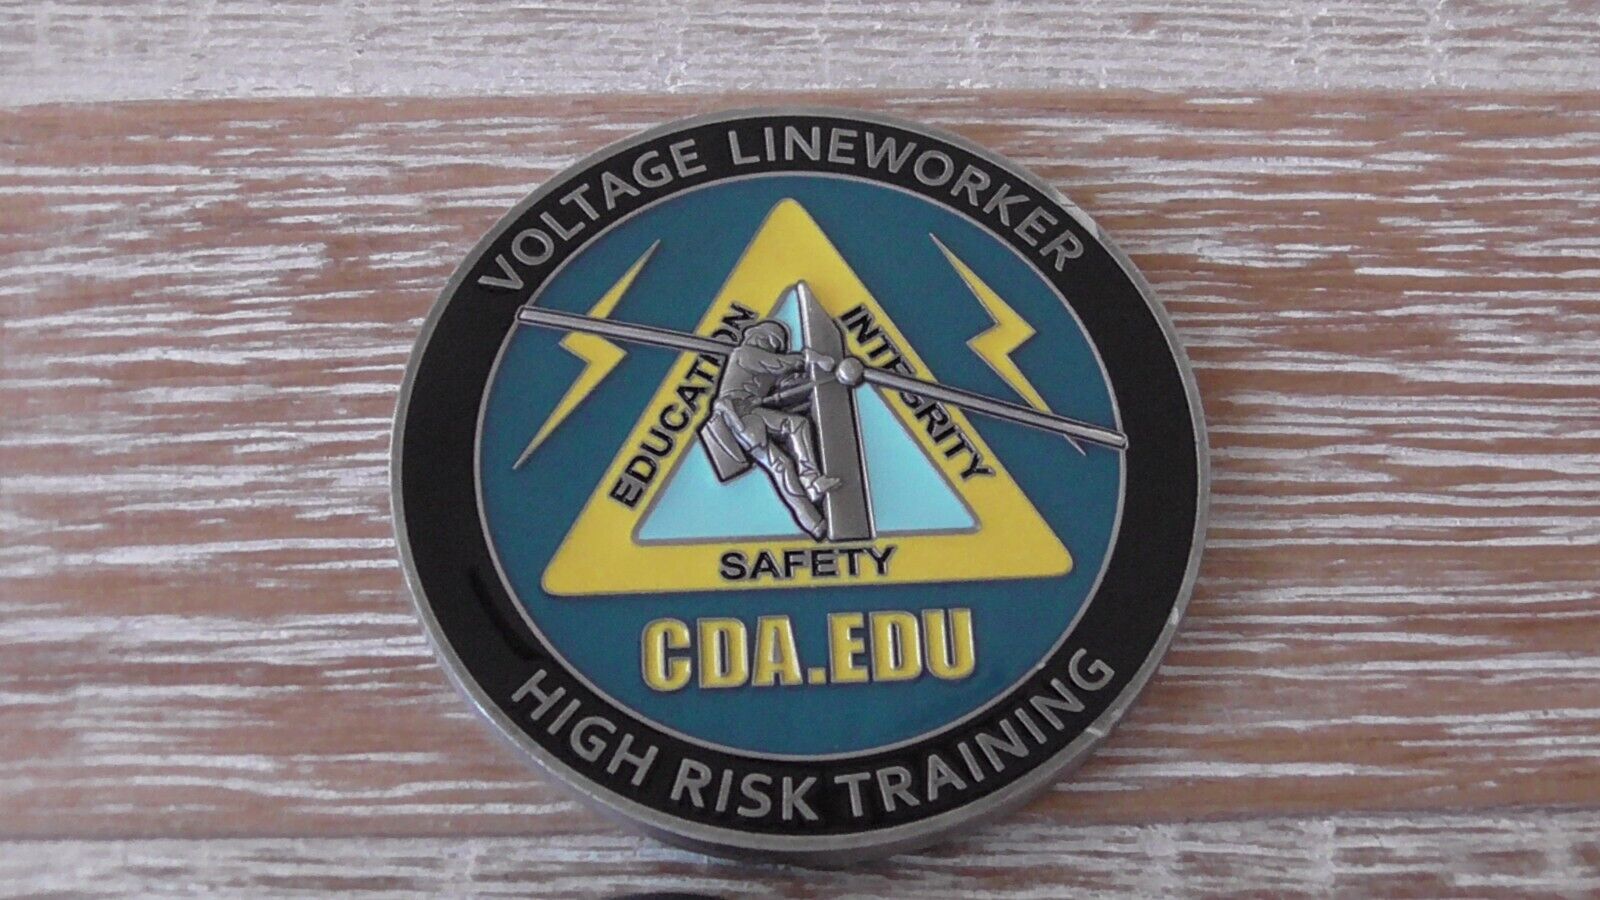 VOLTAGE LINEWORKER
EDUCATION
INTEGRITY
SAFETY
CDA.EDU
HIGH RISK TRAINING